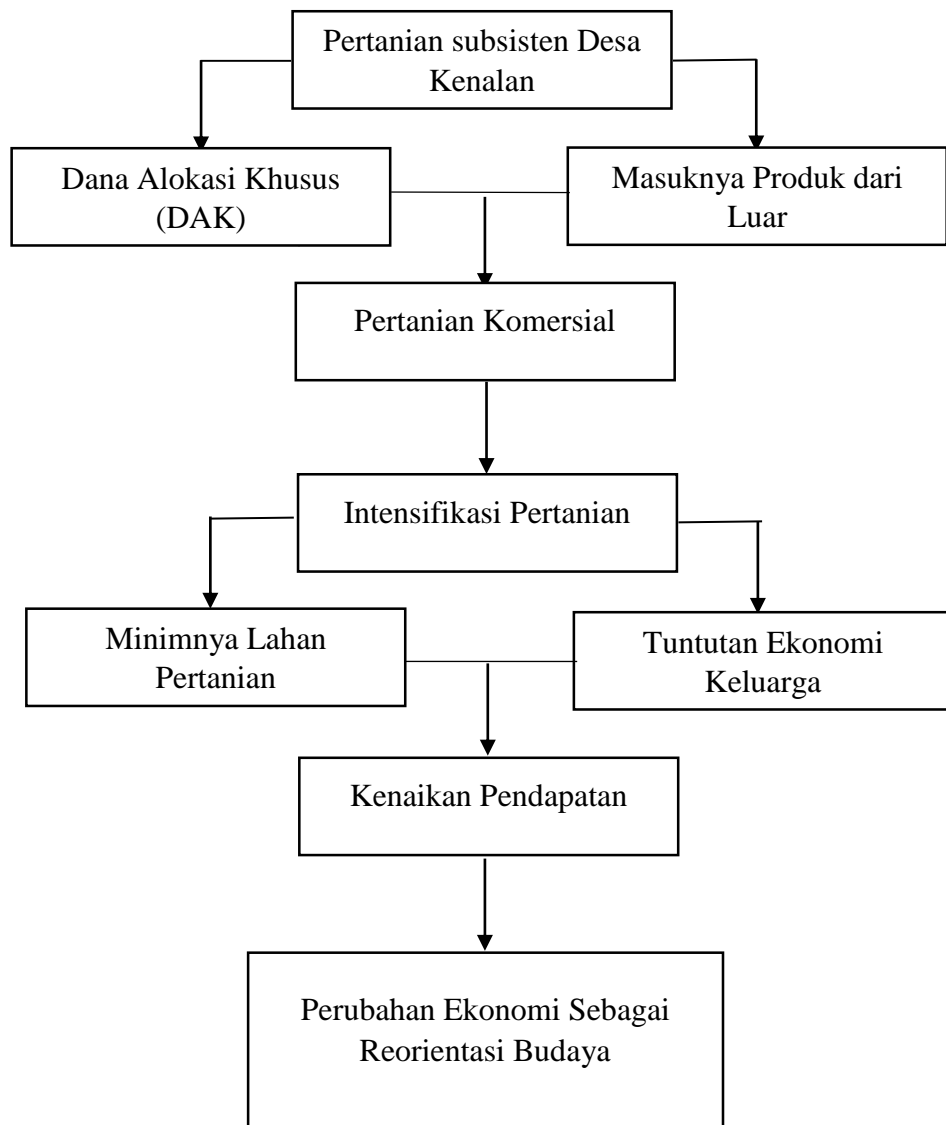 Pertanian subsisten Desa
Kenalan
Dana Alokasi Khusus
(DAK)
Masuknya Produk dari
Luar
Pertanian Komersial
Intensifikasi Pertanian
Minimnya Lahan
Pertanian
Tuntutan Ekonomi
Keluarga
Kenaikan Pendapatan
Perubahan Ekonomi Sebagai
Reorientasi Budaya